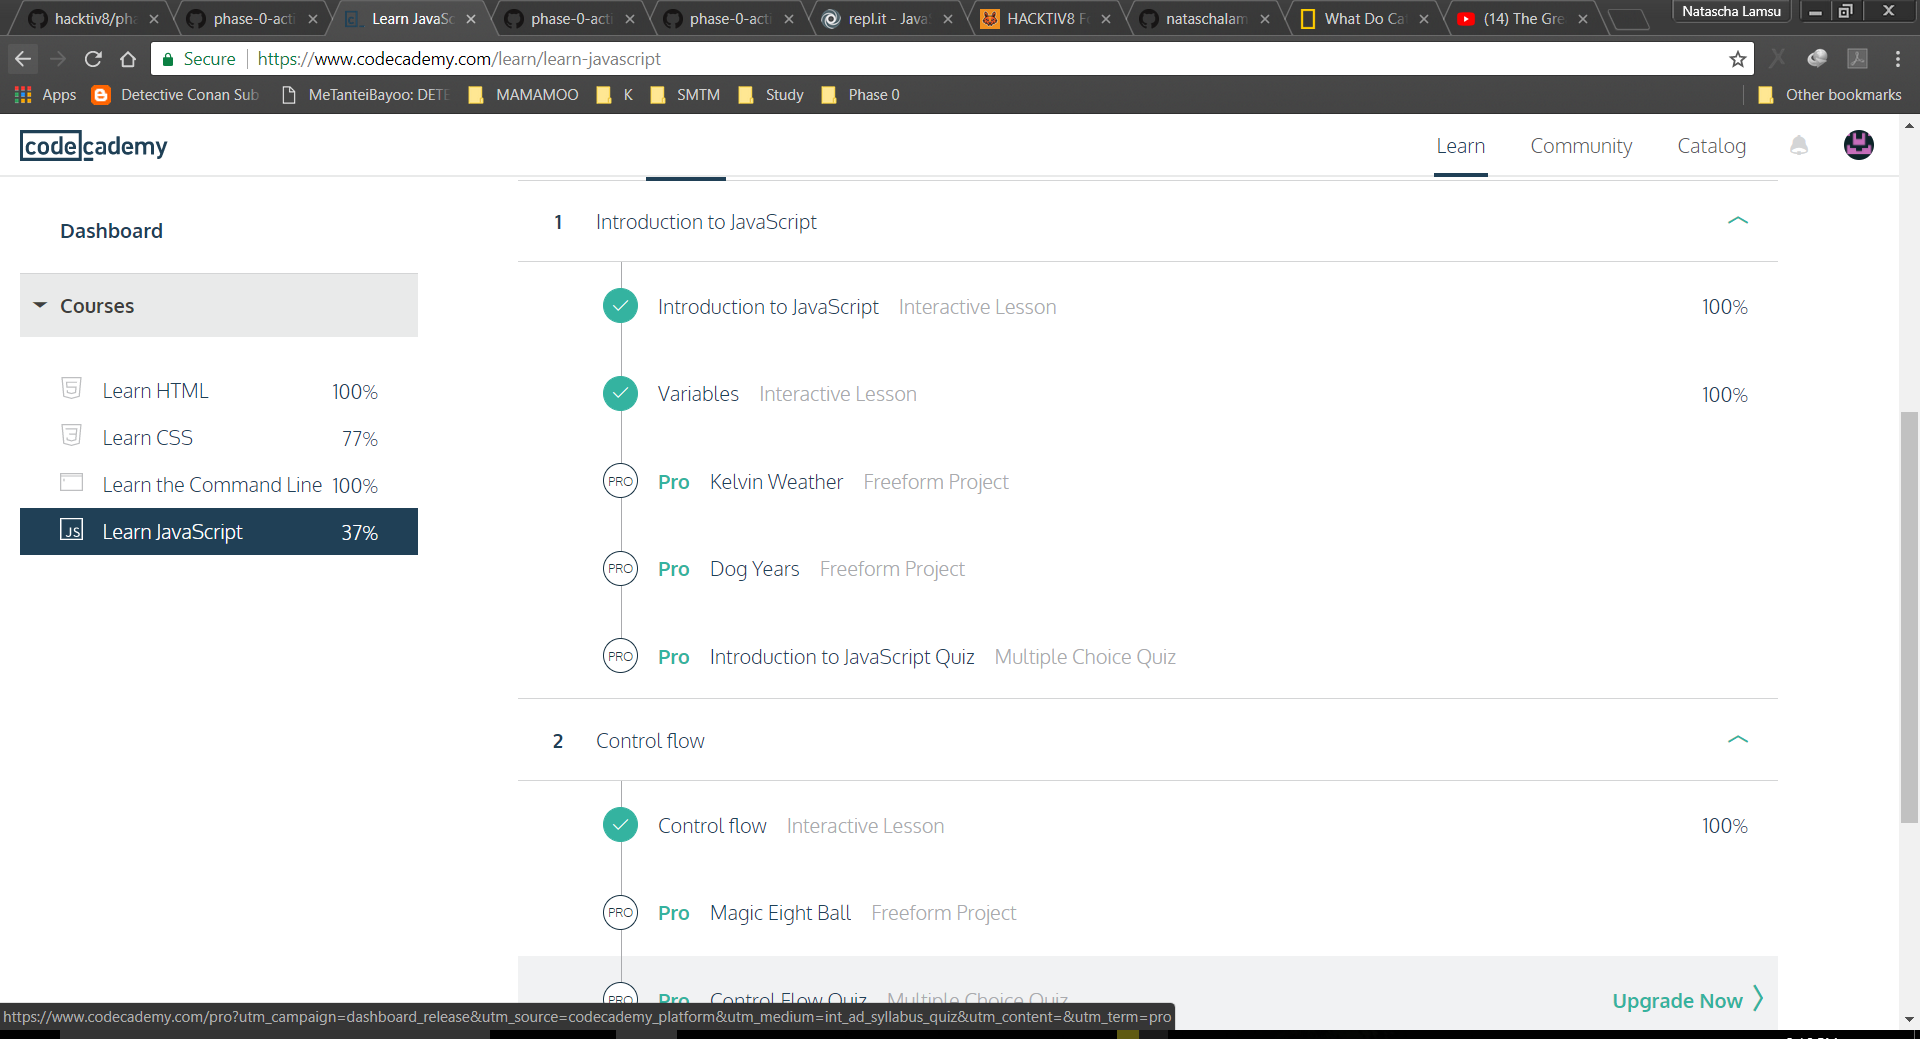 hacktiv8/pha
phase-0-acti
Learn JavaSc
phase-0-acti
phase-0-acti
repl.it - Java
HACKTIV8 Fo
nataschalam
What Do Cat
(14) The Gre
Natascha Lamsu
Secure
https://www.codecademy.com/learn/learn-javascript
Apps
Detective Conan Sub
MeTanteiBayoo: DETE
MAMAMOO
K
SMTM
Study
Phase 0
Other bookmarks
codecademy
Learn
Community
Catalog
Dashboard
Courses
Learn HTML 100%
Learn CSS 77%
Learn the Command Line 100%
JS Learn JavaScript 37%
1 Introduction to JavaScript
Introduction to JavaScript Interactive Lesson 100%
Variables Interactive Lesson 100%
PRO Pro Kelvin Weather Freeform Project
PRO Pro Dog Years Freeform Project
PRO Pro Introduction to JavaScript Quiz Multiple Choice Quiz
2 Control flow
Control flow Interactive Lesson 100%
PRO Pro Magic Eight Ball Freeform Project
PRO Pro Control Flow Quiz Multiple Choice Quiz Upgrade Now
https://www.codecademy.com/pro?utm_campaign=dashboard_release&utm_source=codecademy_platform&utm_medium=int_ad_syllabus_quiz&utm_content=&utm_term=pro